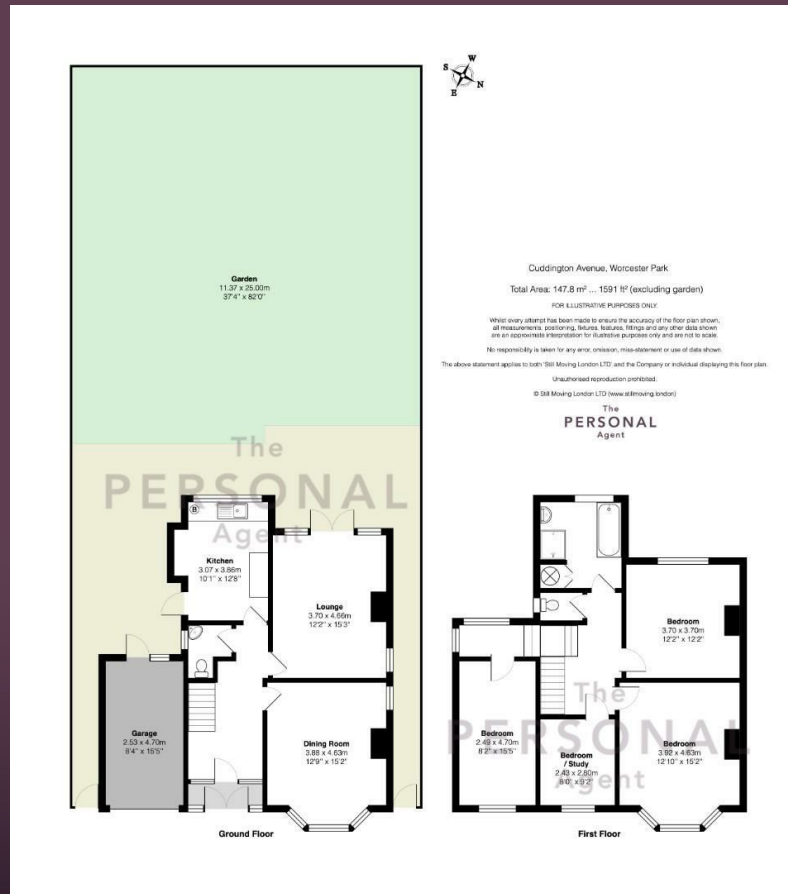 W
S
N
E
Garden
11.37 x 25.00m
37'4" x 82'0"
Cuddington Avenue, Worcester Park
Total Area: 147.8 m² ... 1591 ft² (excluding garden)
FOR ILLUSTRATIVE PURPOSES ONLY.
Whilst every attempt has been made to ensure the accuracy of the floor plan shown,
all measurements, positioning, fixtures, features, fittings and any other data shown
are an approximate interpretation for illustrative purposes only and are not to scale.
No responsibility is taken for any error, omission, miss-statement or use of data shown.
The above statement applies to both 'Still Moving London LTD' and the Company or individual displaying this floor plan.
Unauthorised reproduction prohibited.
© Still Moving London LTD (www.stillmoving.london)
The
PERSONAL
Agent
The
PERSONAL
Agent
B
Kitchen
3.07 x 3.86m
10'1" x 12'8"
Lounge
3.70 x 4.66m
12'2" x 15'3"
Garage
2.53 x 4.70m
8'4" x 15'5"
Dining Room
3.88 x 4.63m
12'9" x 15'2"
Ground Floor
Bedroom
3.70 x 3.70m
12'2" x 12'2"
The
PERSONAL
Agent
Bedroom
2.49 x 4.70m
8'2" x 15'5"
Bedroom
/ Study
2.43 x 2.80m
8'0" x 9'2"
Bedroom
3.92 x 4.63m
12'10" x 15'2"
First Floor